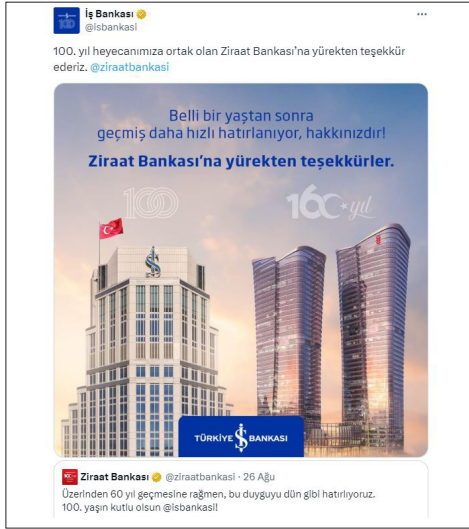 İş Bankası
@isbankasi
100. yıl heyecanımıza ortak olan Ziraat Bankası’na yürekten teşekkür
ederiz. @ziraatbankasi
Belli bir yaştan sonra
geçmiş daha hızlı hatırlanıyor, hakkınızdır!
Ziraat Bankası’na yürekten teşekkürler.
100
160 yıl
TÜRKİYE İŞ BANKASI
Ziraat Bankası @ziraatbankasi · 26 Ağu
Üzerinden 60 yıl geçmesine rağmen, bu duyguyu dün gibi hatırlıyoruz.
100. yaşın kutlu olsun @isbankasi!